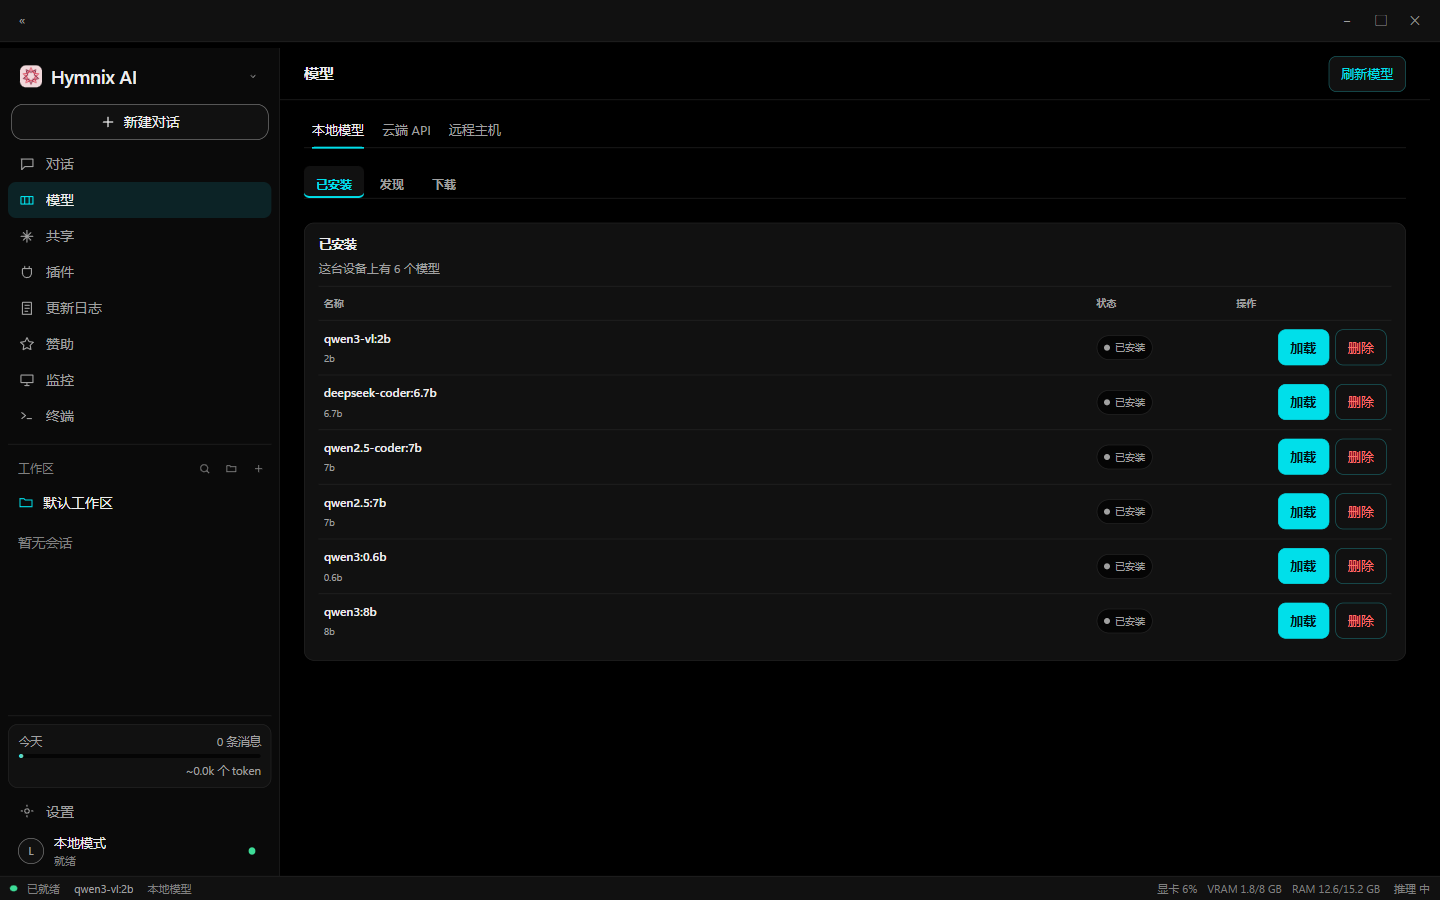 «
Hymnix AI
+ 新建对话
对话
模型
共享
插件
更新日志
赞助
监控
终端
工作区
默认工作区
暂无会话
今天 0 条消息
~0.0k 个 token
设置
L
本地模式
就绪
模型
刷新模型
本地模型 云端 API 远程主机
已安装 发现 下载
已安装
这台设备上有 6 个模型
名称 状态 操作
qwen3-vl:2b
2b
已安装 加载 删除
deepseek-coder:6.7b
6.7b
已安装 加载 删除
qwen2.5-coder:7b
7b
已安装 加载 删除
qwen2.5:7b
7b
已安装 加载 删除
qwen3:0.6b
0.6b
已安装 加载 删除
qwen3:8b
8b
已安装 加载 删除
已就绪 qwen3-vl:2b 本地模型 显卡 6% VRAM 1.8/8 GB RAM 12.6/15.2 GB 推理 中